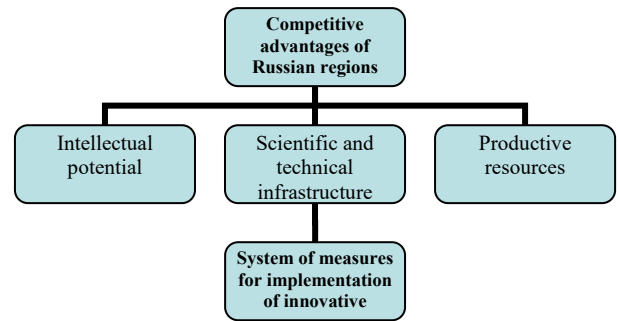 Competitive
advantages of
Russian regions
Intellectual
potential
Scientific and
technical
infrastructure
Productive
resources
System of measures
for implementation
of innovative